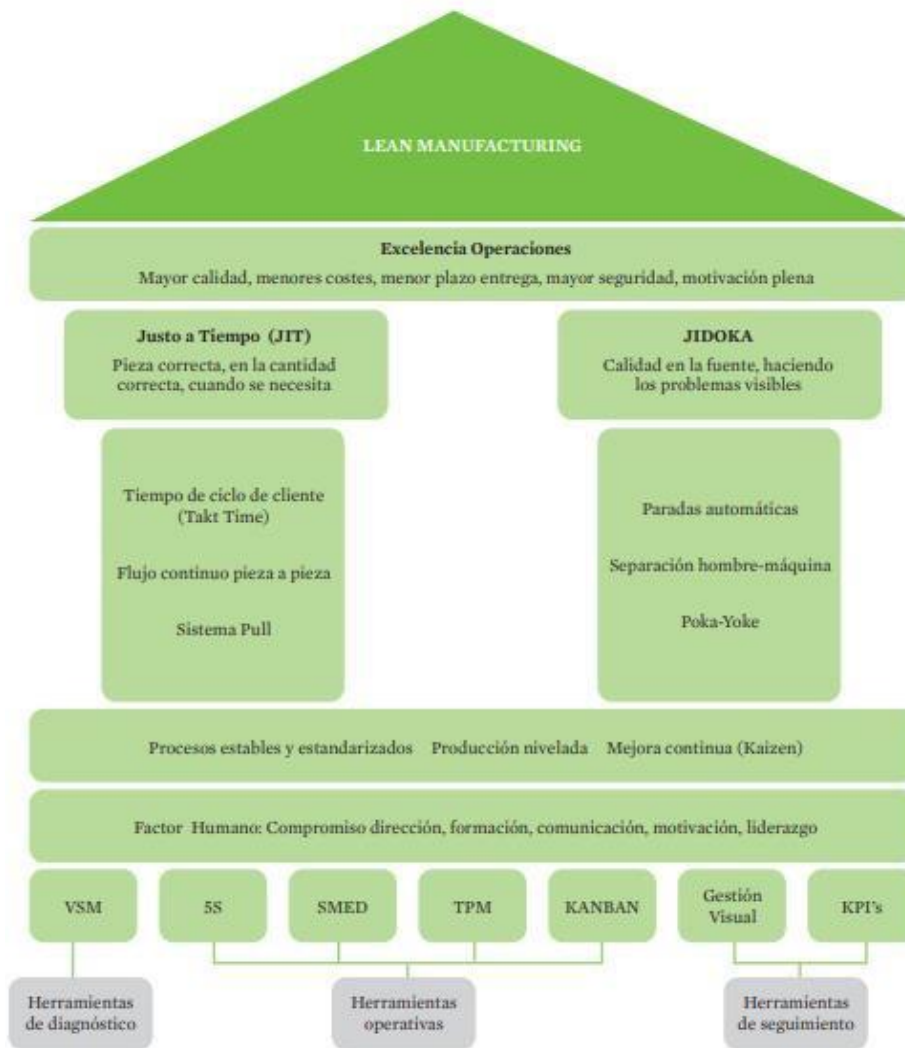 LEAN MANUFACTURING
Excelencia Operaciones
Mayor calidad, menores costes, menor plazo entrega, mayor seguridad, motivación plena
Justo a Tiempo (JIT)
Pieza correcta, en la cantidad
correcta, cuando se necesita
JIDOKA
Calidad en la fuente, haciendo
los problemas visibles
Tiempo de ciclo de cliente
(Takt Time)
Flujo continuo pieza a pieza
Sistema Pull
Paradas automáticas
Separación hombre-máquina
Poka-Yoke
Procesos estables y estandarizados Producción nivelada Mejora continua (Kaizen)
Factor Humano: Compromiso dirección, formación, comunicación, motivación, liderazgo
VSM
5S
SMED
TPM
KANBAN
Gestión
Visual
KPI's
Herramientas
de diagnóstico
Herramientas
operativas
Herramientas
de seguimiento